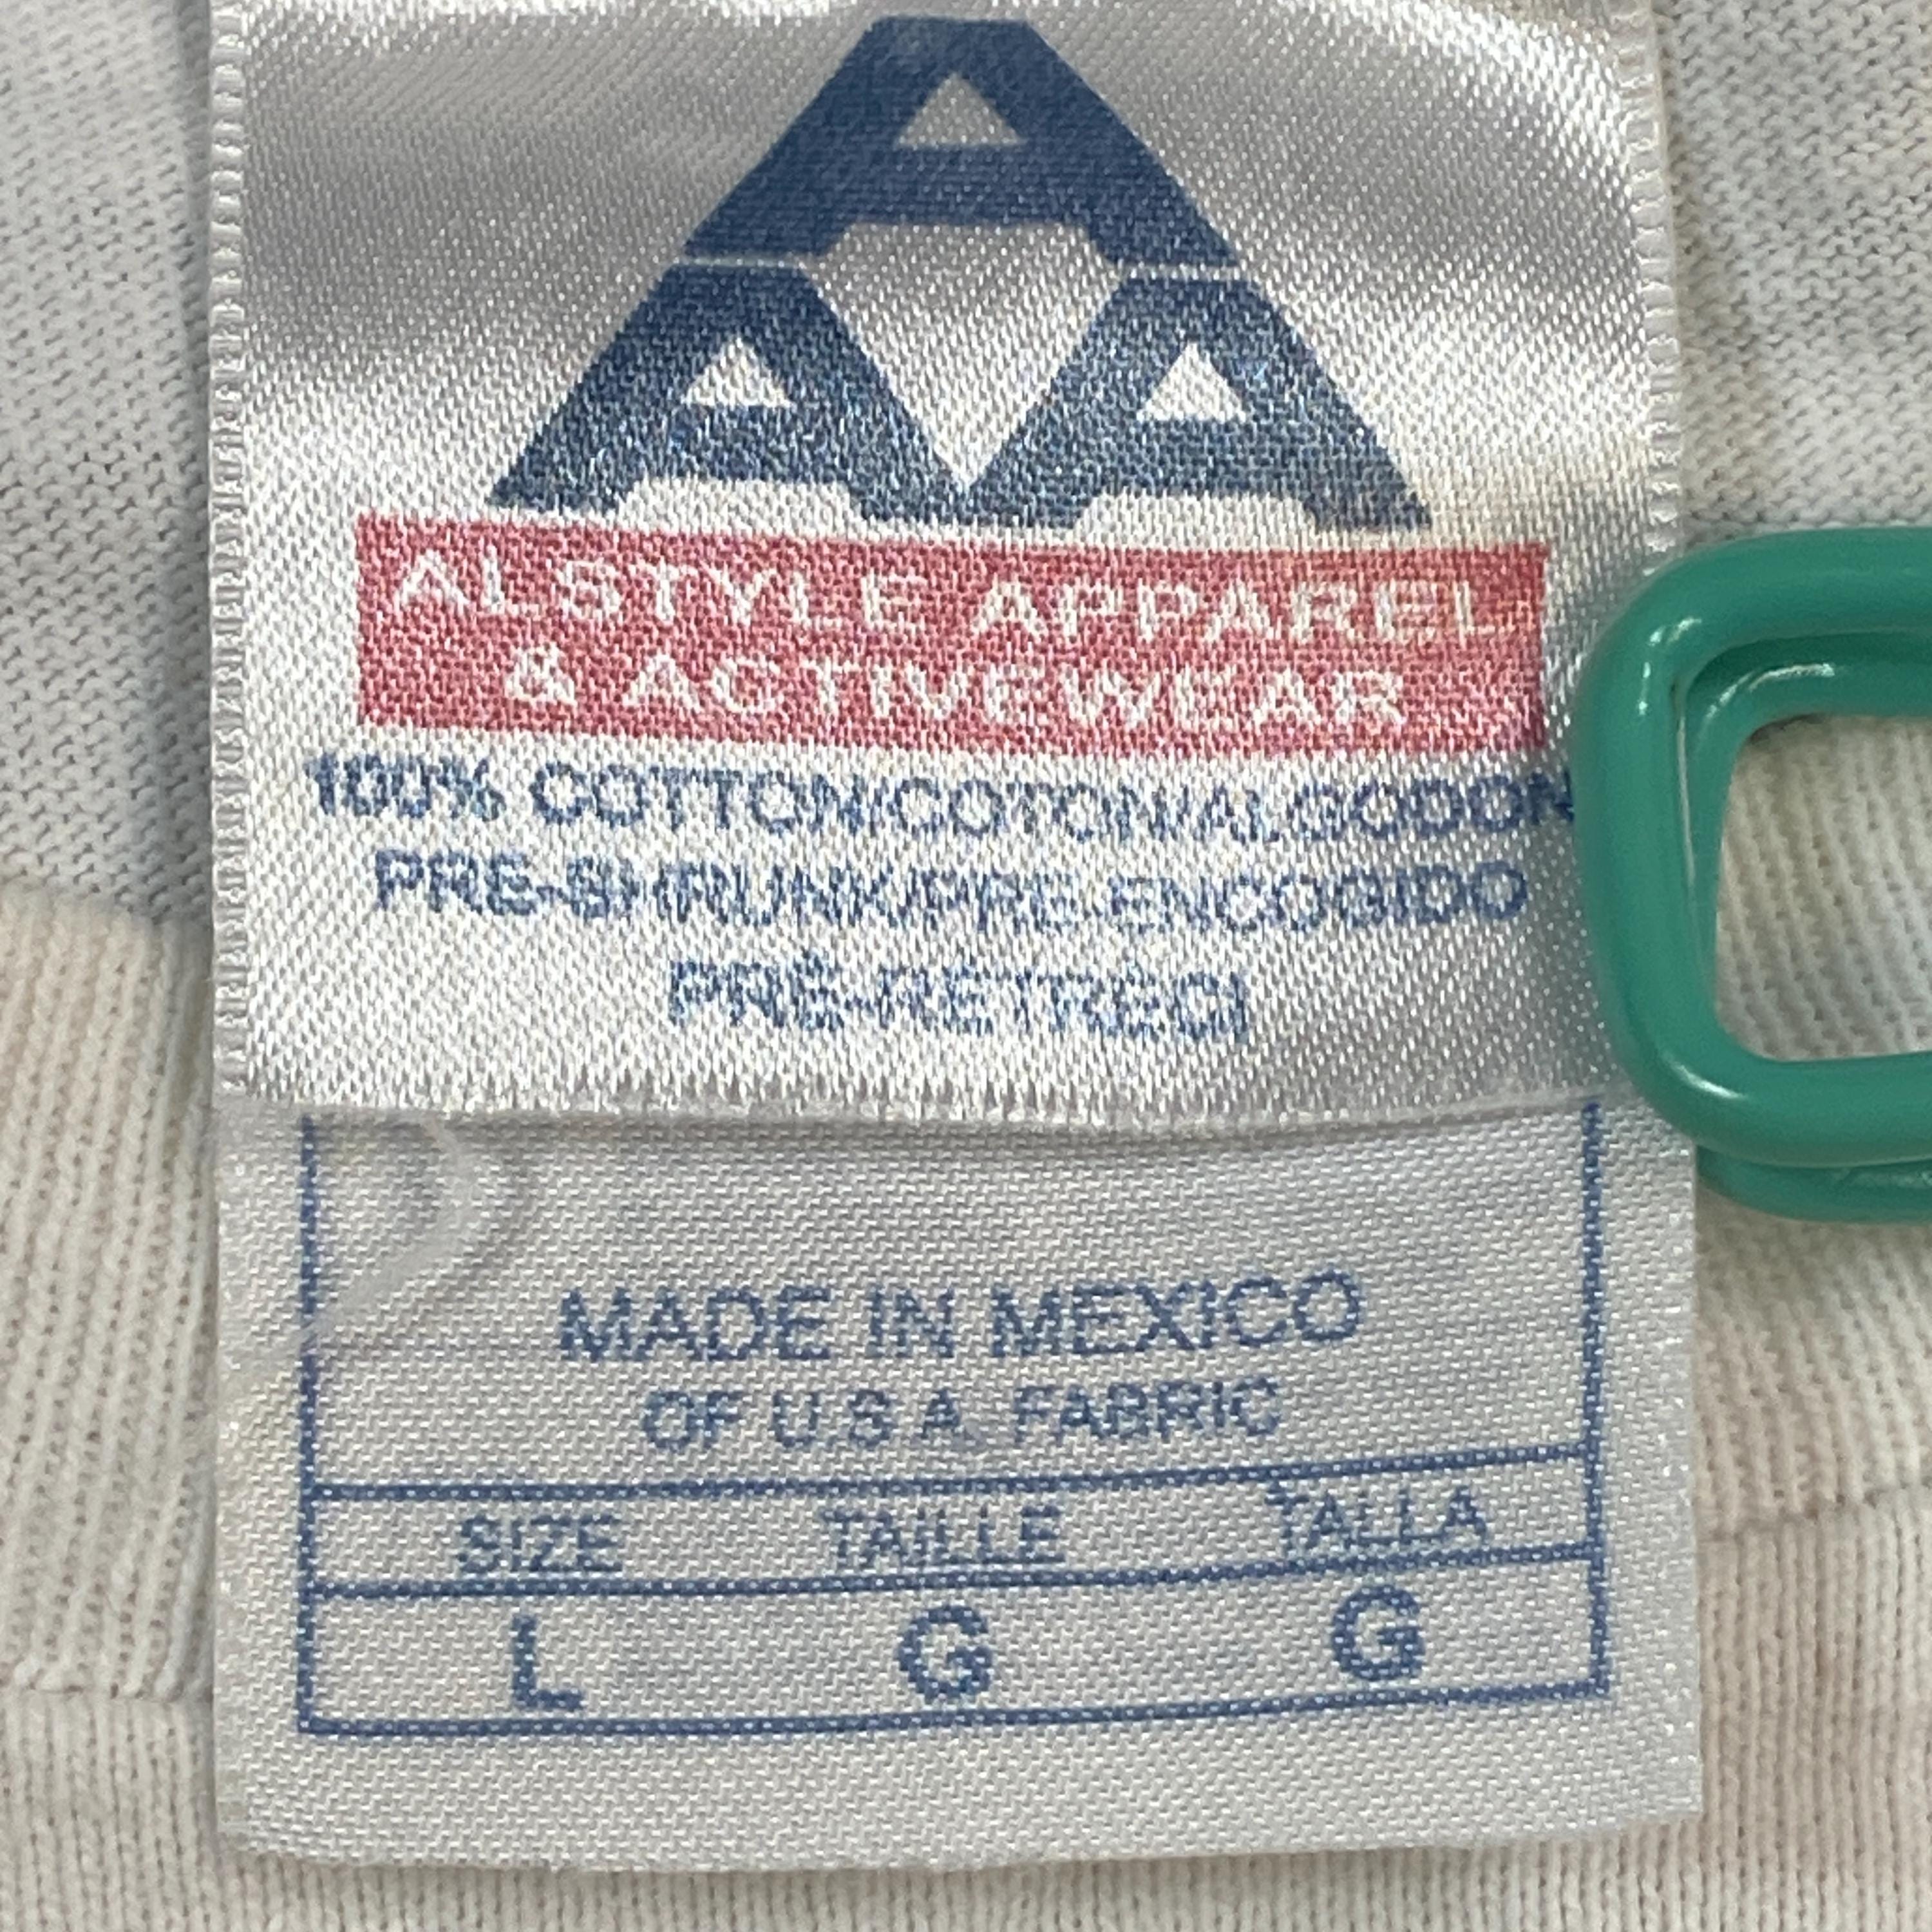 A
AA
ALSTYLE APPAREL
& ACTIVEWEAR
100% COTTON/COTON/ALGODON
PRE-SHRUNK/PRE-ENCOGIDO
PRÉ-RÉTRÉCI
MADE IN MEXICO
OF U.S.A. FABRIC
SIZE TAILLE TALLA
L G G